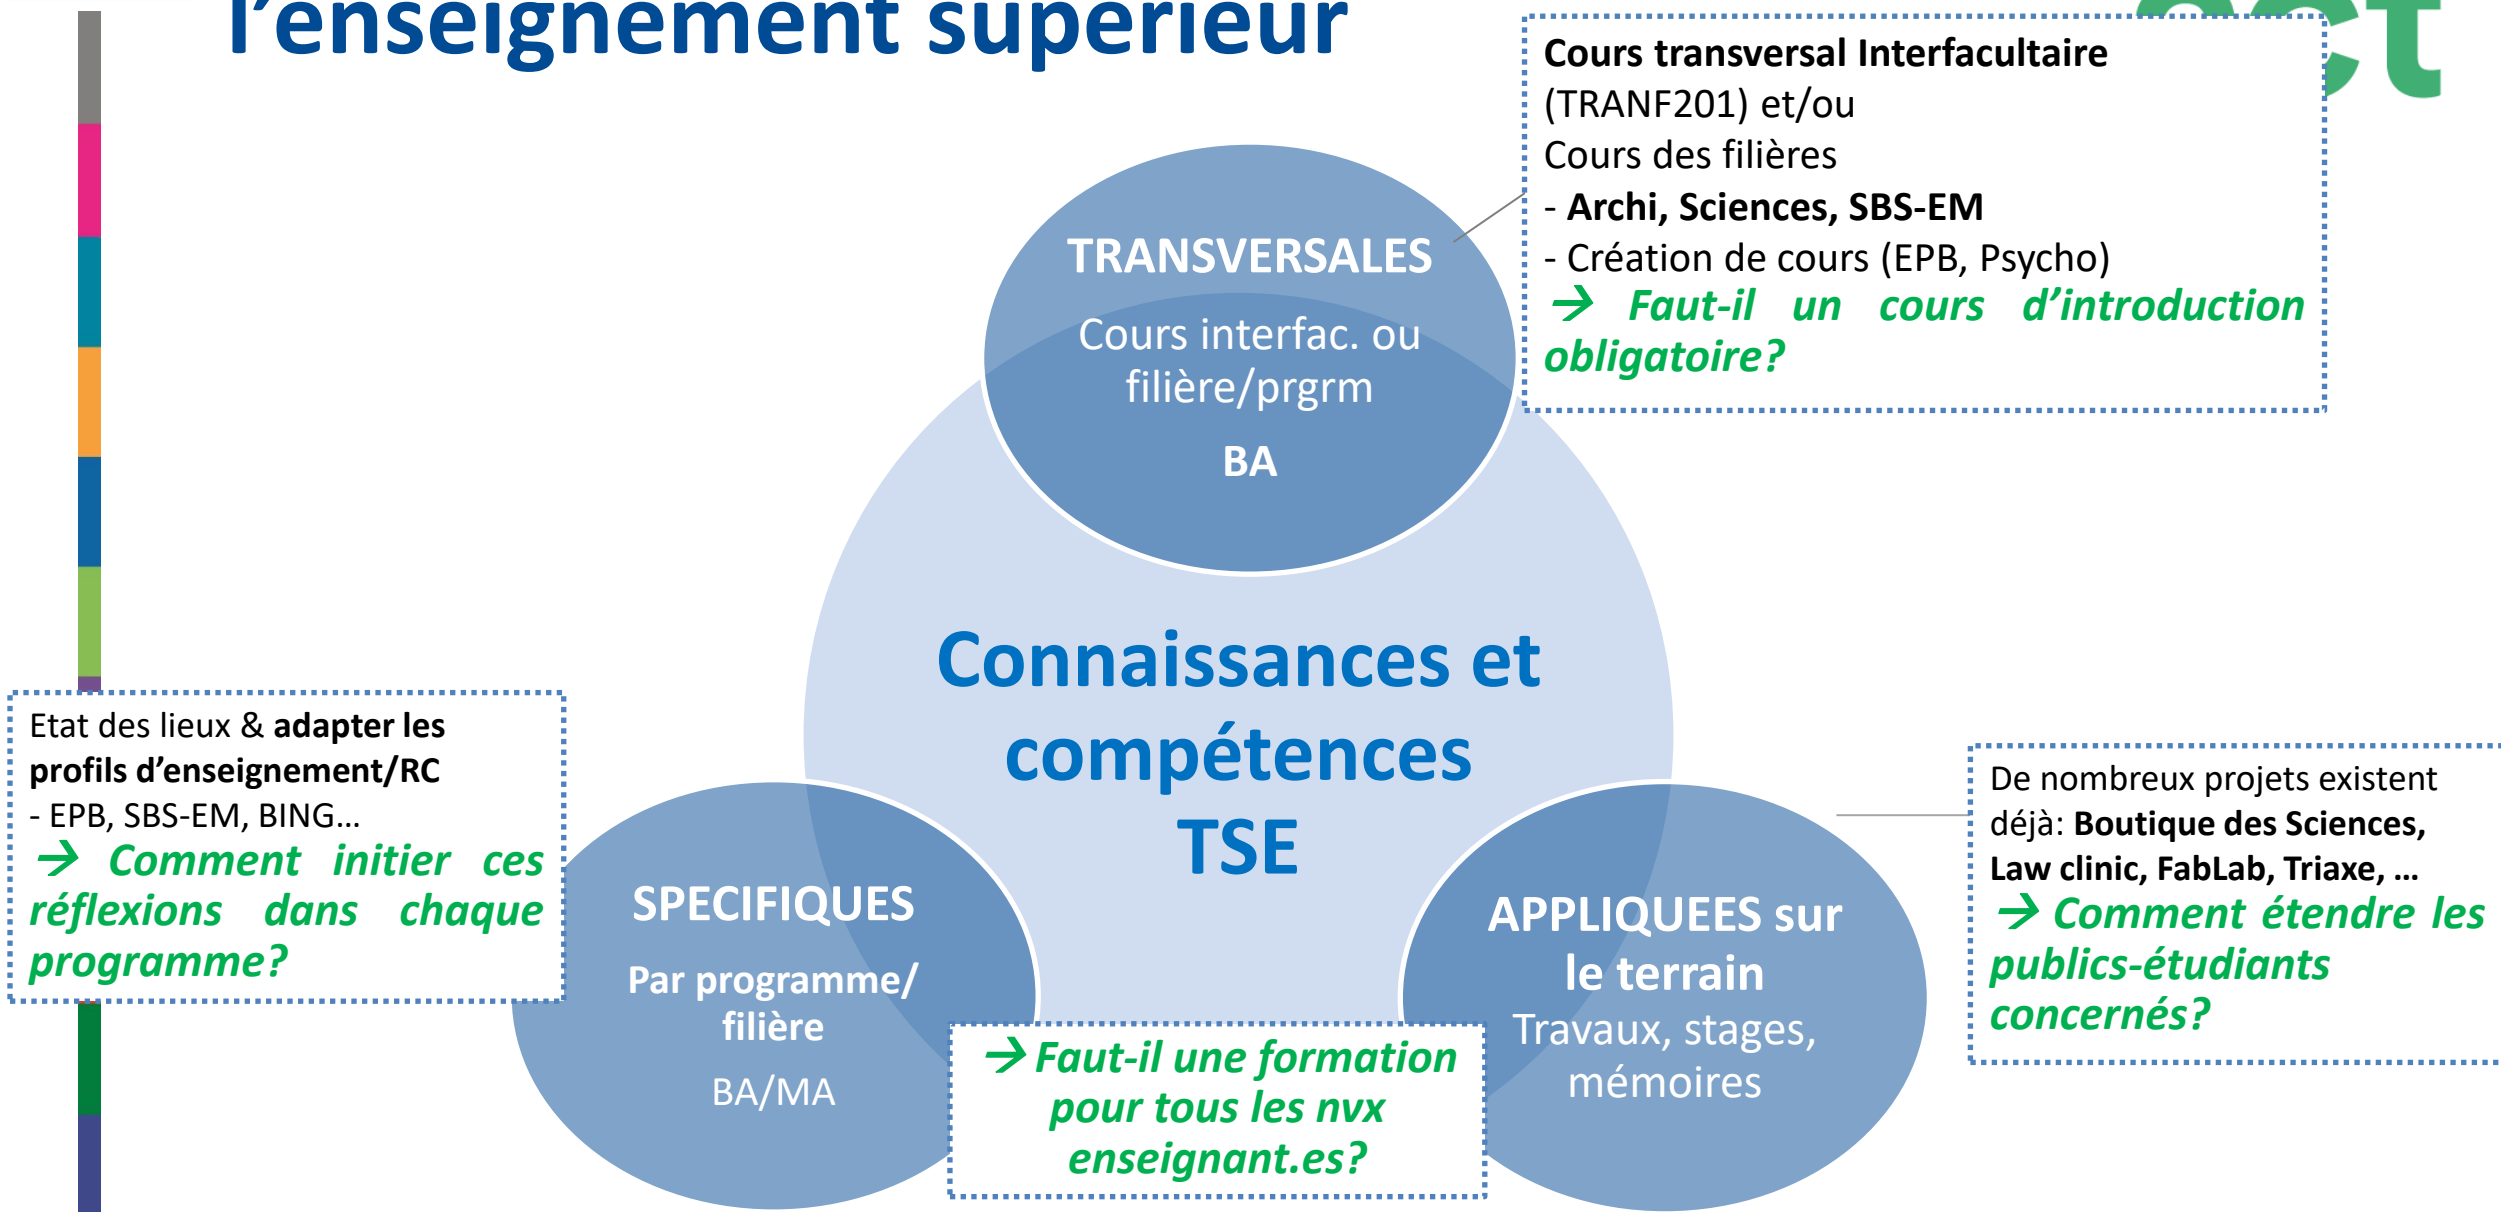 l’enseignement supérieur
Cours transversal Interfacultaire
(TRANF201) et/ou
Cours des filières
- Archi, Sciences, SBS-EM
- Création de cours (EPB, Psycho)
→ Faut-il un cours d’introduction
obligatoire?
TRANSVERSALES
Cours interfac. ou
filière/prgrm
BA
Connaissances et
compétences
TSE
Etat des lieux & adapter les
profils d’enseignement/RC
- EPB, SBS-EM, BING…
→ Comment initier ces
réflexions dans chaque
programme?
SPECIFIQUES
Par programme/
filière
BA/MA
→ Faut-il une formation
pour tous les nvx
enseignant.es?
APPLIQUEES sur
le terrain
Travaux, stages,
mémoires
De nombreux projets existent
déjà: Boutique des Sciences,
Law clinic, FabLab, Triaxe, …
→ Comment étendre les
publics-étudiants
concernés?